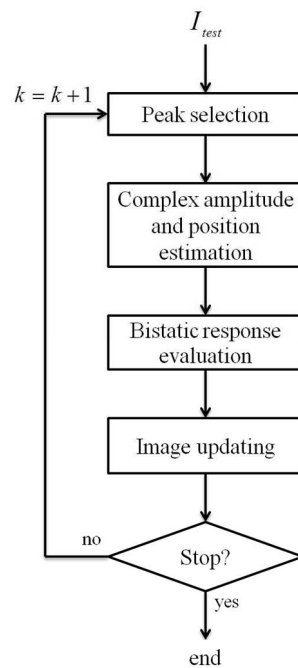 I_test
k = k+1
Peak selection
Complex amplitude
and position
estimation
Bistatic response
evaluation
Image updating
no
Stop?
yes
end